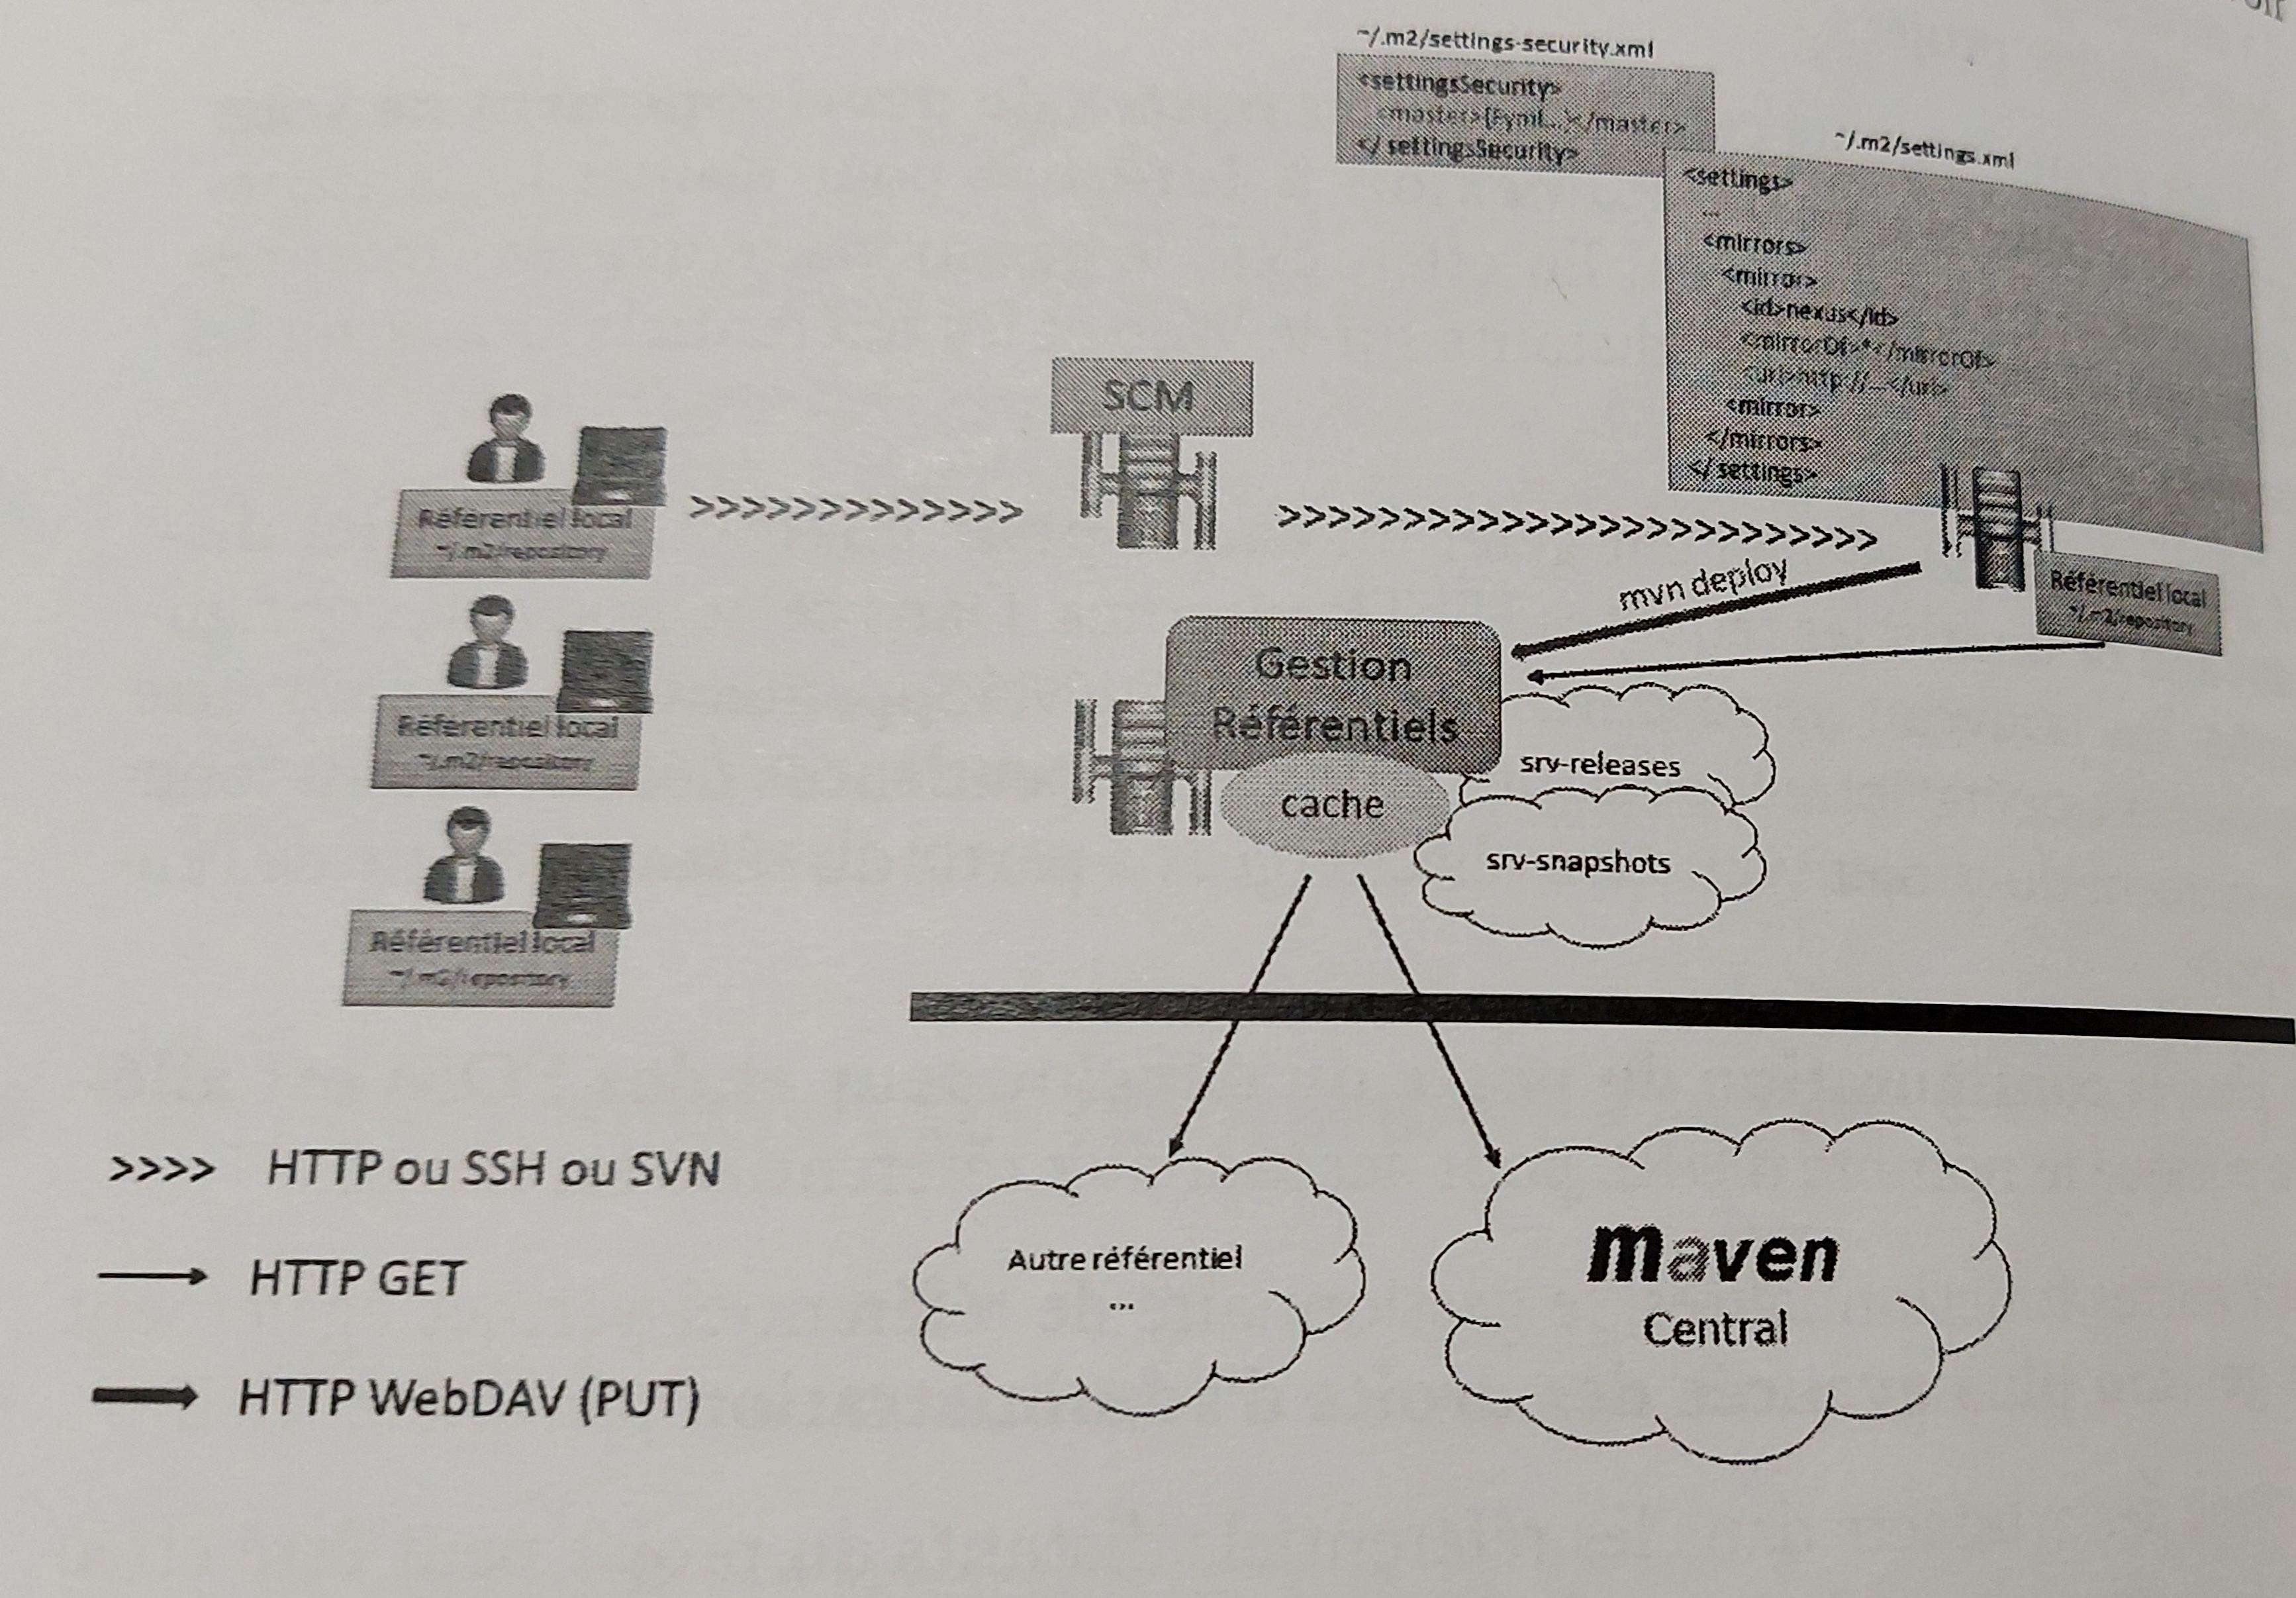 ~/.m2/settings-security.xml
<settingsSecurity>
<master>[Fyml...]</master>
</ settingsSecurity>
~/.m2/settings.xml
<settings>
...
<mirrors>
<mirror>
<id>nexus</id>
<mirrorOf>*</mirrorOf>
<url>http://...</url>
<mirror>
</mirrors>
</ settings>
SCM
Référentiel local
~/.m2/repository
mvn deploy
Référentiel local
~/.m2/repository
Gestion
Référentiels
cache
srv-releases
srv-snapshots
Référentiel local
~/.m2/repository
Référentiel local
~/.m2/repository
>>>> HTTP ou SSH ou SVN
HTTP GET
HTTP WebDAV (PUT)
Autre référentiel
...
maven
Central